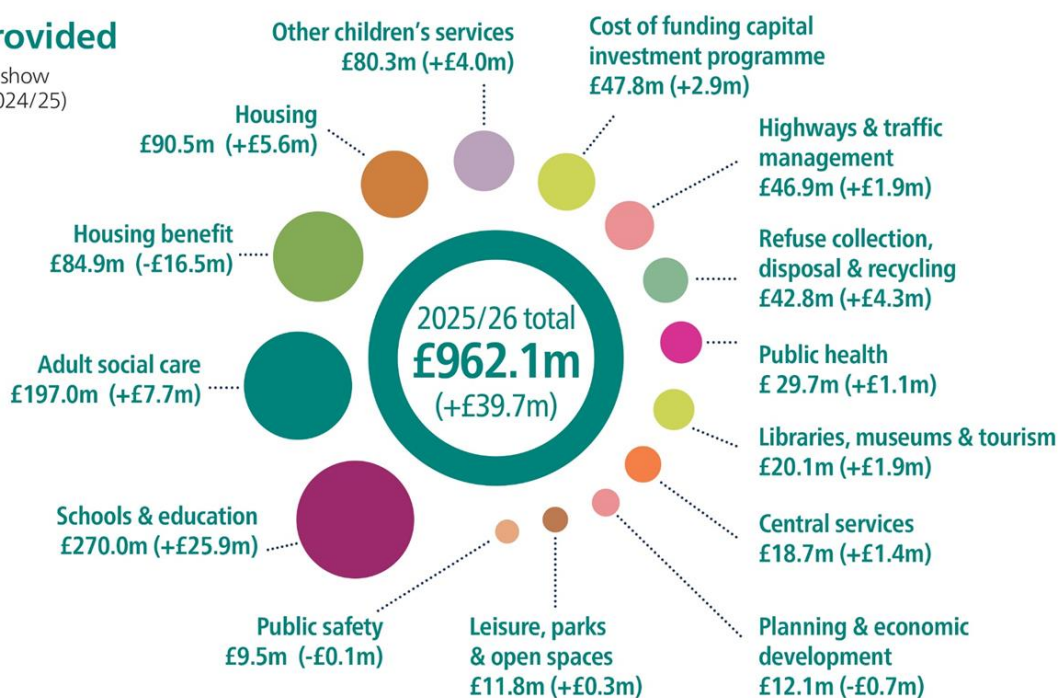 rovided
show
024/25)
Other children's services
£80.3m (+£4.0m)
Cost of funding capital
investment programme
£47.8m (+2.9m)
Housing
£90.5m (+£5.6m)
Highways & traffic
management
£46.9m (+£1.9m)
Housing benefit
£84.9m (-£16.5m)
Refuse collection,
disposal & recycling
£42.8m (+£4.3m)
2025/26 total
£962.1m
(+£39.7m)
Adult social care
£197.0m (+£7.7m)
Public health
£ 29.7m (+£1.1m)
Libraries, museums & tourism
£20.1m (+£1.9m)
Schools & education
£270.0m (+£25.9m)
Central services
£18.7m (+£1.4m)
Public safety
£9.5m (-£0.1m)
Leisure, parks
& open spaces
£11.8m (+£0.3m)
Planning & economic
development
£12.1m (-£0.7m)